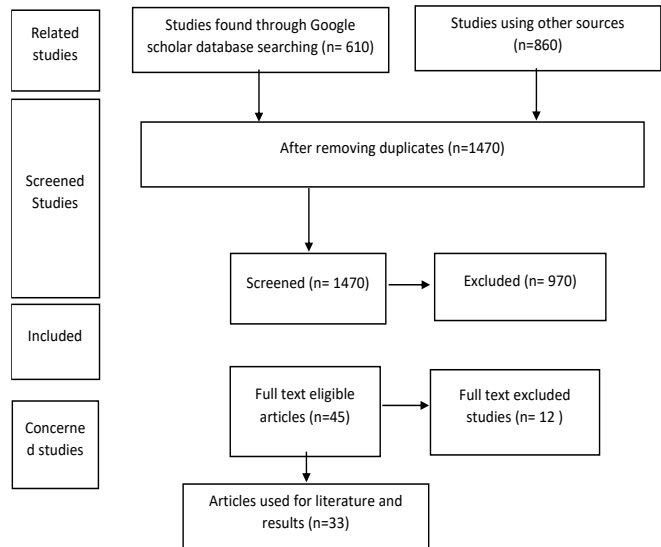 Related
studies
Studies found through Google
scholar database searching (n= 610)
Studies using other sources
(n=860)
Screened
Studies
After removing duplicates (n=1470)
Screened (n= 1470)
Excluded (n= 970)
Included
Full text eligible
articles (n=45)
Full text excluded
studies (n= 12 )
Concerne
d studies
Articles used for literature and
results (n=33)